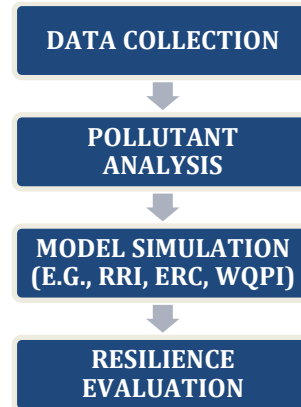 DATA COLLECTION
POLLUTANT
ANALYSIS
MODEL SIMULATION
(E.G., RRI, ERC, WQPI)
RESILIENCE
EVALUATION